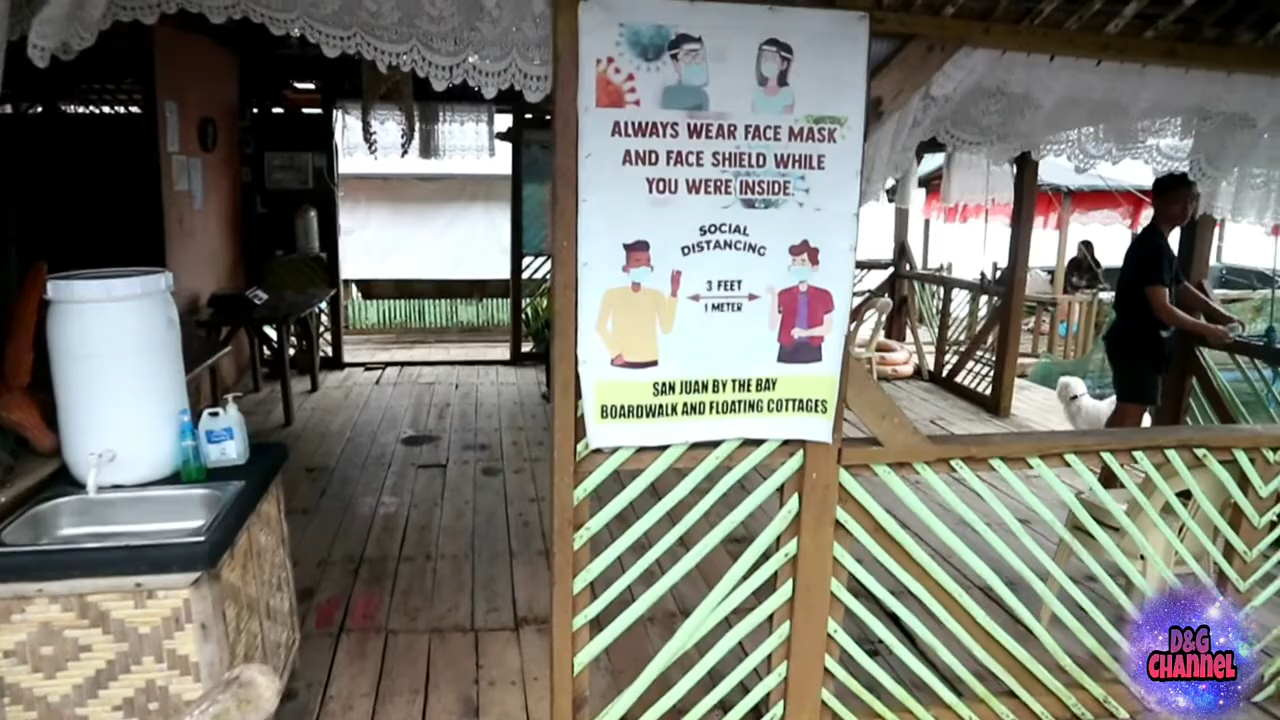 ALWAYS WEAR FACE MASK
AND FACE SHIELD WHILE
YOU WERE INSIDE.
SOCIAL
DISTANCING
3 FEET
1 METER
SAN JUAN BY THE BAY
BOARDWALK AND FLOATING COTTAGES
D&G
CHANNEL